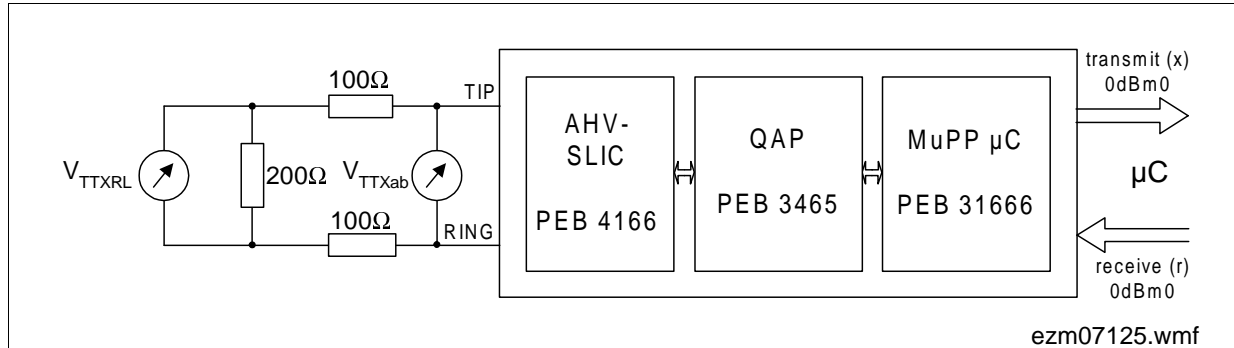 100Ω
TIP
V_TTXRL
200Ω
V_TTXab
100Ω
RING
AHV-
SLIC
PEB 4166
QAP
PEB 3465
MuPP µC
PEB 31666
transmit (x)
0dBm0
µC
receive (r)
0dBm0
ezm07125.wmf